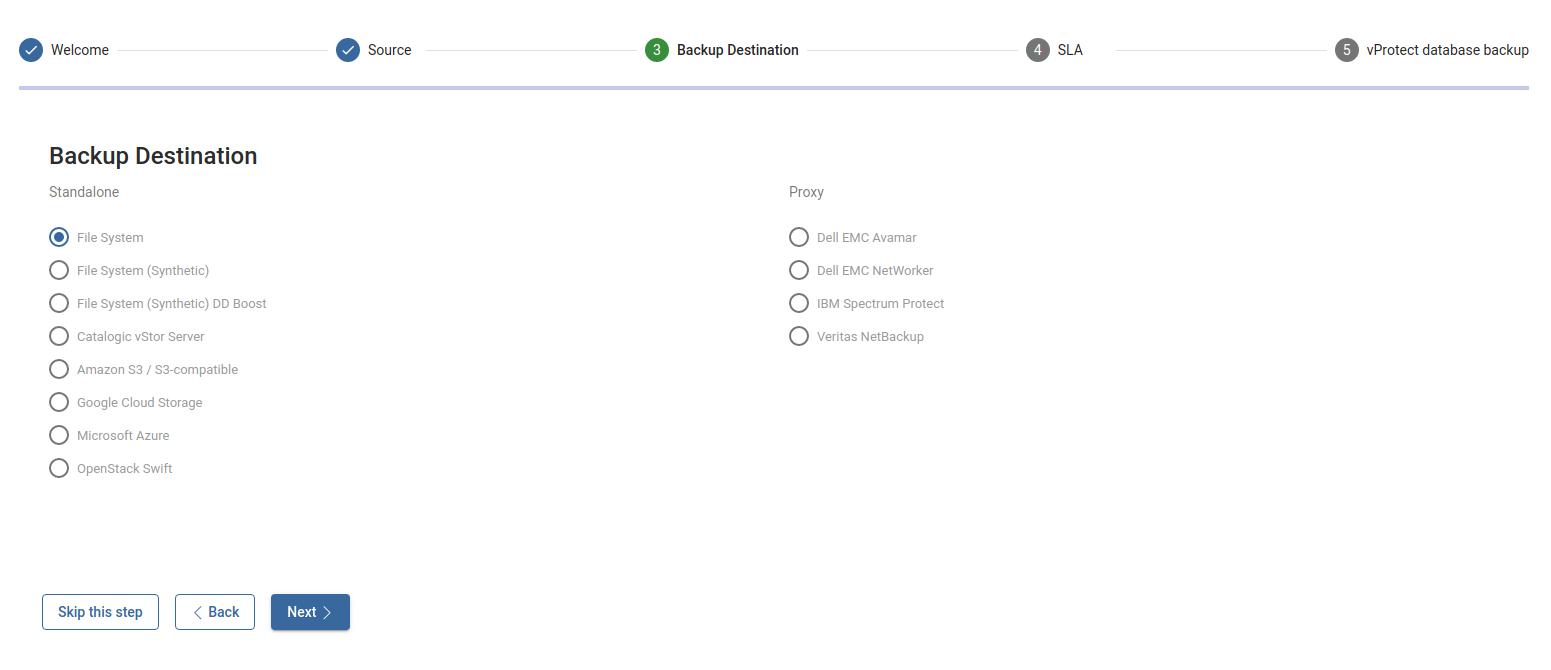 Welcome
Source
3 Backup Destination
4 SLA
5 vProtect database backup
Backup Destination
Standalone
File System
File System (Synthetic)
File System (Synthetic) DD Boost
Catalogic vStor Server
Amazon S3 / S3-compatible
Google Cloud Storage
Microsoft Azure
OpenStack Swift
Proxy
Dell EMC Avamar
Dell EMC NetWorker
IBM Spectrum Protect
Veritas NetBackup
Skip this step
Back
Next